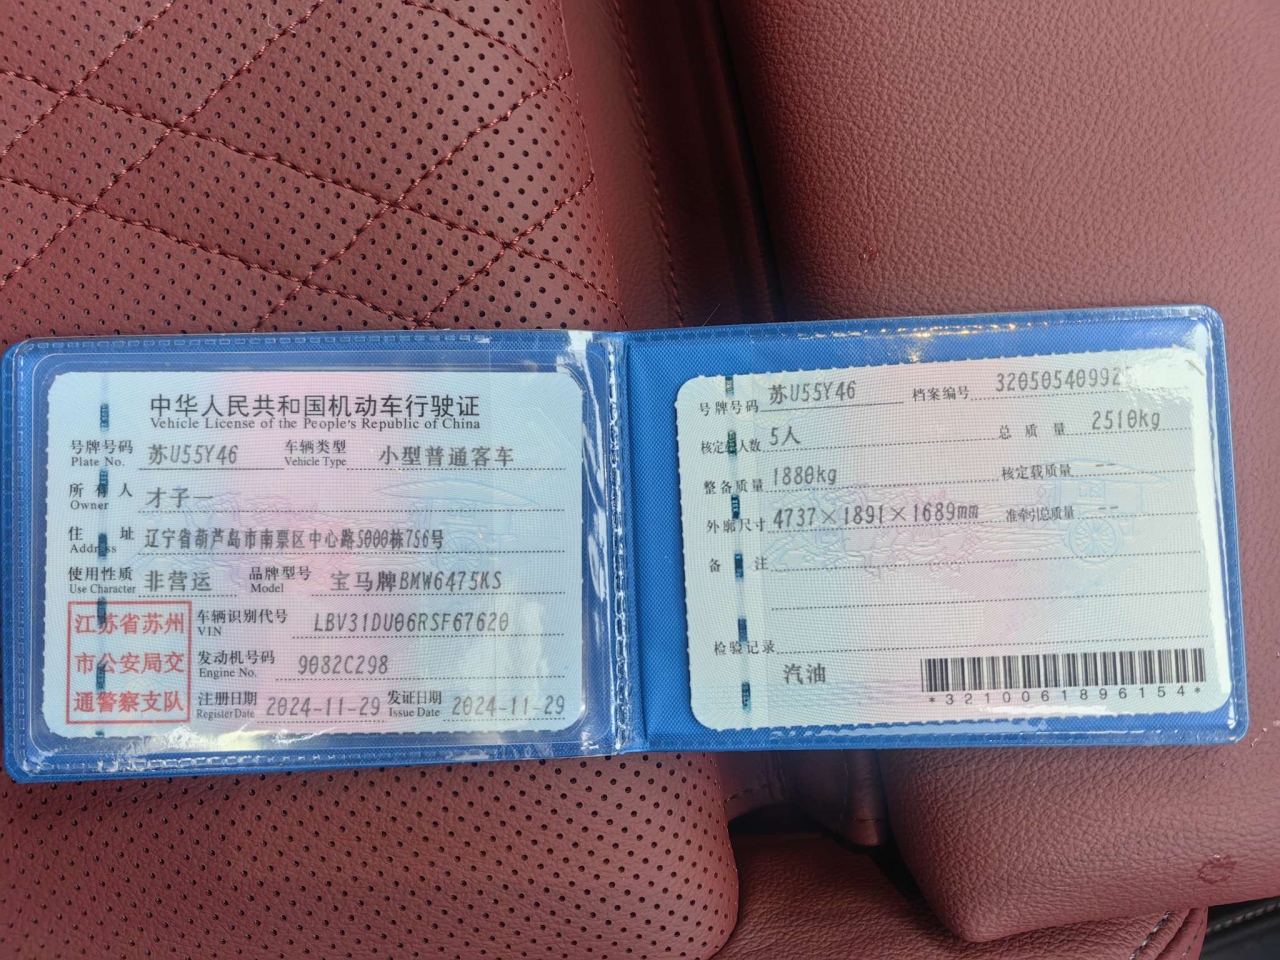 中华人民共和国机动车行驶证
Vehicle License of the People's Republic of China
号牌号码 苏U55Y46 车辆类型 小型普通客车
Plate No. Vehicle Type
所有人 才子一
Owner
住址 辽宁省葫芦岛市南票区中心路5000栋756号
Address
使用性质 非营运 品牌型号 宝马牌BMW6475KS
Use Character Model
江苏省苏州
市公安局交
通警察支队
车辆识别代号 LBV31DU06RSF67620
VIN
发动机号码 9082C298
Engine No.
注册日期 2024-11-29 发证日期 2024-11-29
Register Date Issue Date
号牌号码 苏U55Y46 档案编号 32050540992
核定载人数 5人 总质量 2510kg
整备质量 1880kg 核定载质量 --
外廓尺寸 4737×1891×1689mm 准牵引总质量 --
备注
检验记录
汽油
*3210061896154*